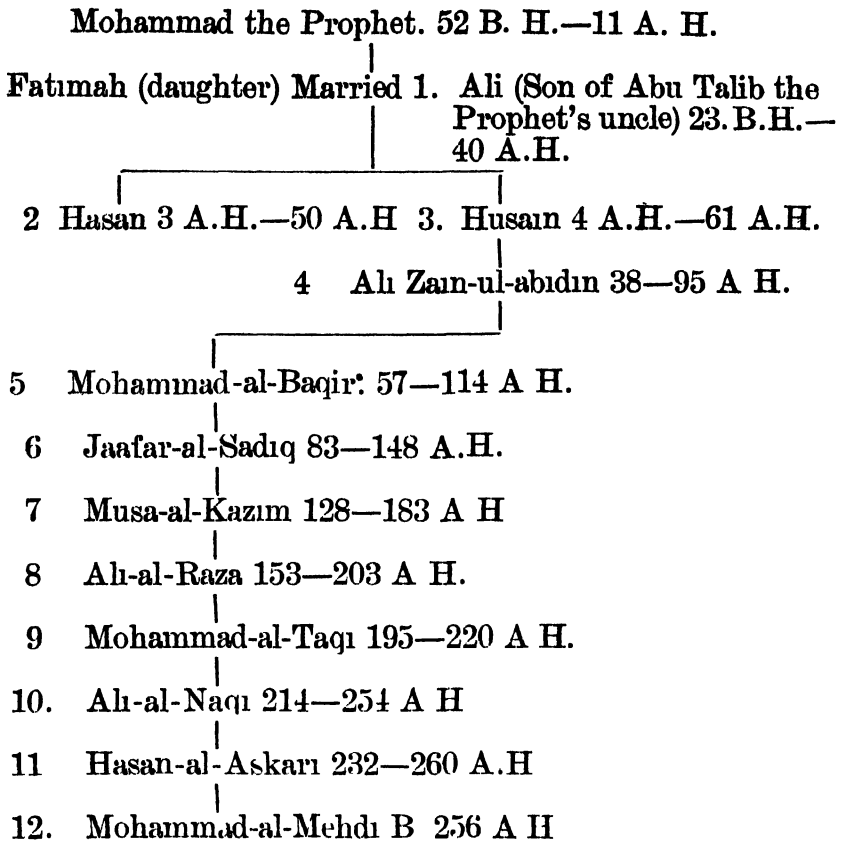 Mohammad the Prophet. 52 B. H.—11 A. H.
Fatımah (daughter) Married 1. Ali (Son of Abu Talib the
Prophet's uncle) 23. B.H.—
40 A.H.
2 Hasan 3 A.H.—50 A.H 3. Husaın 4 A.H.—61 A.H.
4 Alı Zaın-ul-abıdın 38—95 A H.
5 Mohammad-al-Baqir: 57—114 A H.
6 Jaafar-al-Sadıq 83—148 A.H.
7 Musa-al-Kazım 128—183 A H
8 Alı-al-Raza 153—203 A H.
9 Mohammad-al-Taqı 195—220 A H.
10. Alı-al-Naqı 214—254 A H
11 Hasan-al-Askarı 232—260 A.H
12. Mohammad-al-Mehdı B 256 A H